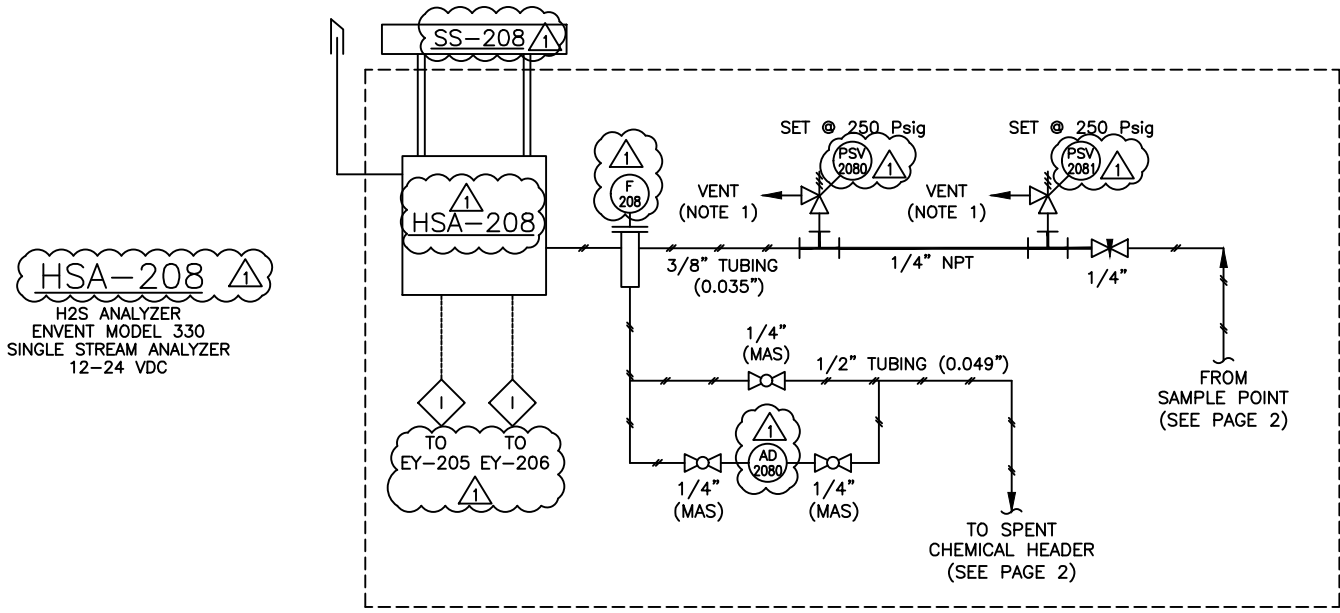 SS-208
1
SET @ 250 Psig
SET @ 250 Psig
PSV
2080
1
PSV
2081
1
1
F
208
VENT
(NOTE 1)
VENT
(NOTE 1)
1
HSA-208
3/8" TUBING
(0.035")
1/4" NPT
1/4"
HSA-208
1
H2S ANALYZER
ENVENT MODEL 330
SINGLE STREAM ANALYZER
12-24 VDC
1/4"
(MAS)
1/2" TUBING (0.049")
FROM
SAMPLE POINT
(SEE PAGE 2)
I
I
TO
EY-205
TO
EY-206
1
1
AD
2080
1/4"
(MAS)
1/4"
(MAS)
TO SPENT
CHEMICAL HEADER
(SEE PAGE 2)